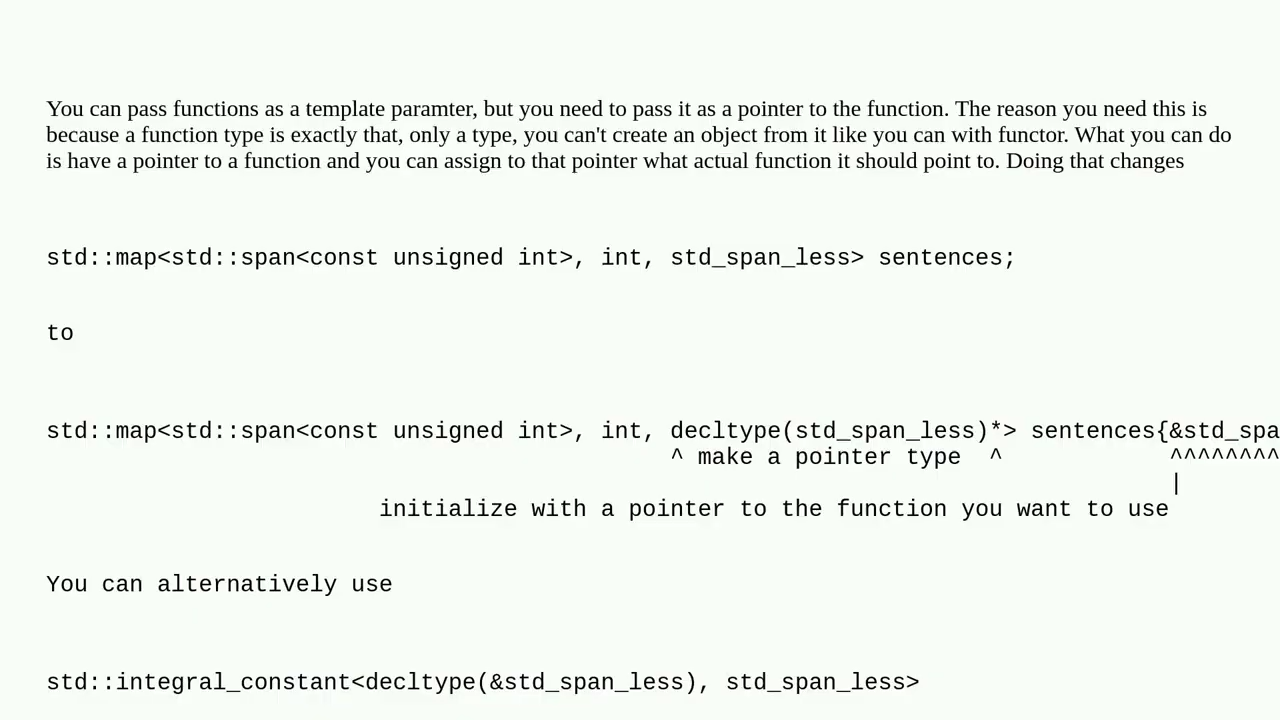 You can pass functions as a template paramter, but you need to pass it as a pointer to the function. The reason you need this is
because a function type is exactly that, only a type, you can't create an object from it like you can with functor. What you can do
is have a pointer to a function and you can assign to that pointer what actual function it should point to. Doing that changes
std::map<std::span<const unsigned int>, int, std_span_less> sentences;
to
std::map<std::span<const unsigned int>, int, decltype(std_span_less)*> sentences{&std_spa
^ make a pointer type  ^            ^^^^^^^^
|
initialize with a pointer to the function you want to use
You can alternatively use
std::integral_constant<decltype(&std_span_less), std_span_less>